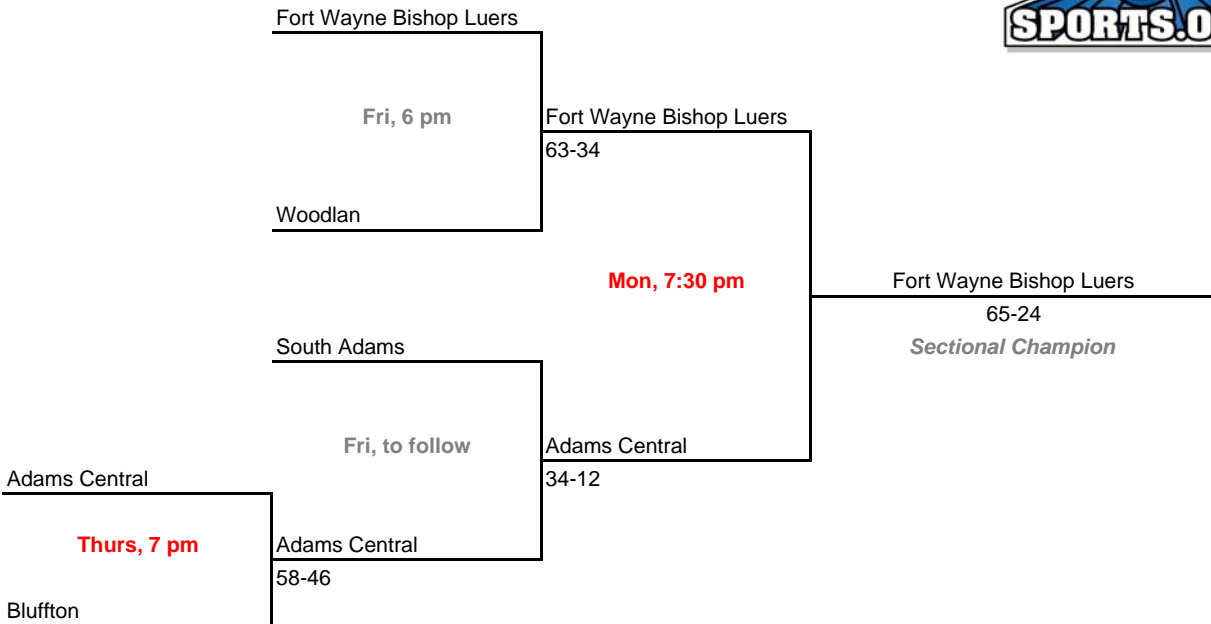 Fort Wayne Bishop Luers
SPORTS.O
Fri, 6 pm
Fort Wayne Bishop Luers
63-34
Woodlan
Mon, 7:30 pm
Fort Wayne Bishop Luers
65-24
South Adams
Sectional Champion
Fri, to follow
Adams Central
Adams Central
34-12
Thurs, 7 pm
Adams Central
58-46
Bluffton